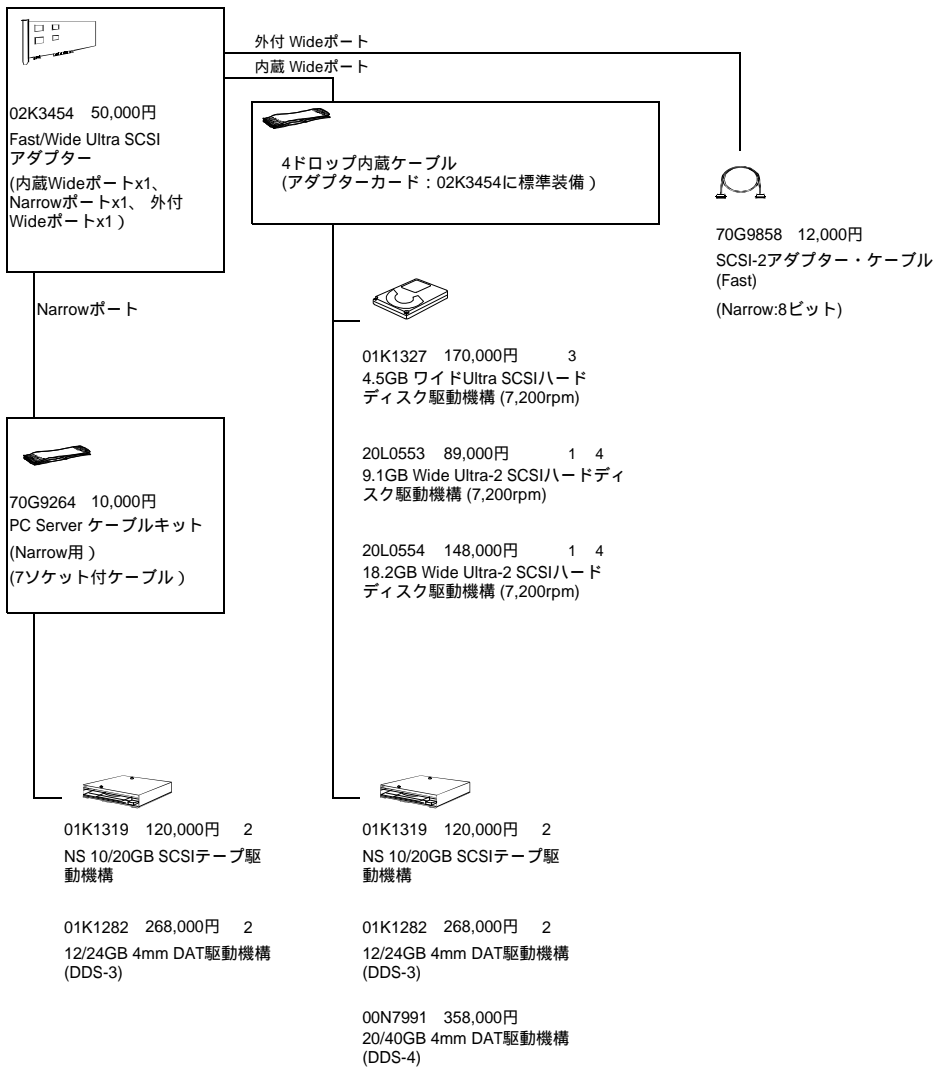 外付 Wideポート
内蔵 Wideポート
02K3454 50,000円
Fast/Wide Ultra SCSI
アダプター
(内蔵Wideポートx1、
Narrowポートx1、 外付
Wideポートx1 )
4ドロップ内蔵ケーブル
(アダプターカード : 02K3454に標準装備 )
70G9858 12,000円
SCSI-2アダプター・ケーブル
(Fast)
(Narrow:8ビット)
Narrowポート
01K1327 170,000円 3
4.5GB ワイドUltra SCSIハード
ディスク駆動機構 (7,200rpm)
20L0553 89,000円 1 4
9.1GB Wide Ultra-2 SCSIハードディ
スク駆動機構 (7,200rpm)
20L0554 148,000円 1 4
18.2GB Wide Ultra-2 SCSIハード
ディスク駆動機構 (7,200rpm)
70G9264 10,000円
PC Server ケーブルキット
(Narrow用 )
(7ソケット付ケーブル )
01K1319 120,000円 2
NS 10/20GB SCSIテープ駆
動機構
01K1282 268,000円 2
12/24GB 4mm DAT駆動機構
(DDS-3)
01K1319 120,000円 2
NS 10/20GB SCSIテープ駆
動機構
01K1282 268,000円 2
12/24GB 4mm DAT駆動機構
(DDS-3)
00N7991 358,000円
20/40GB 4mm DAT駆動機構
(DDS-4)